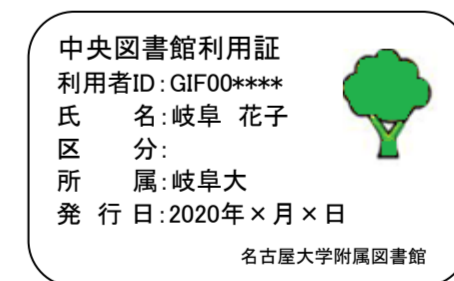 中央図書館利用証
利用者ID:GIF00****
氏　　名:岐阜　花子
区　　分:
所　　属:岐阜大
発 行 日:2020年×月×日
名古屋大学附属図書館